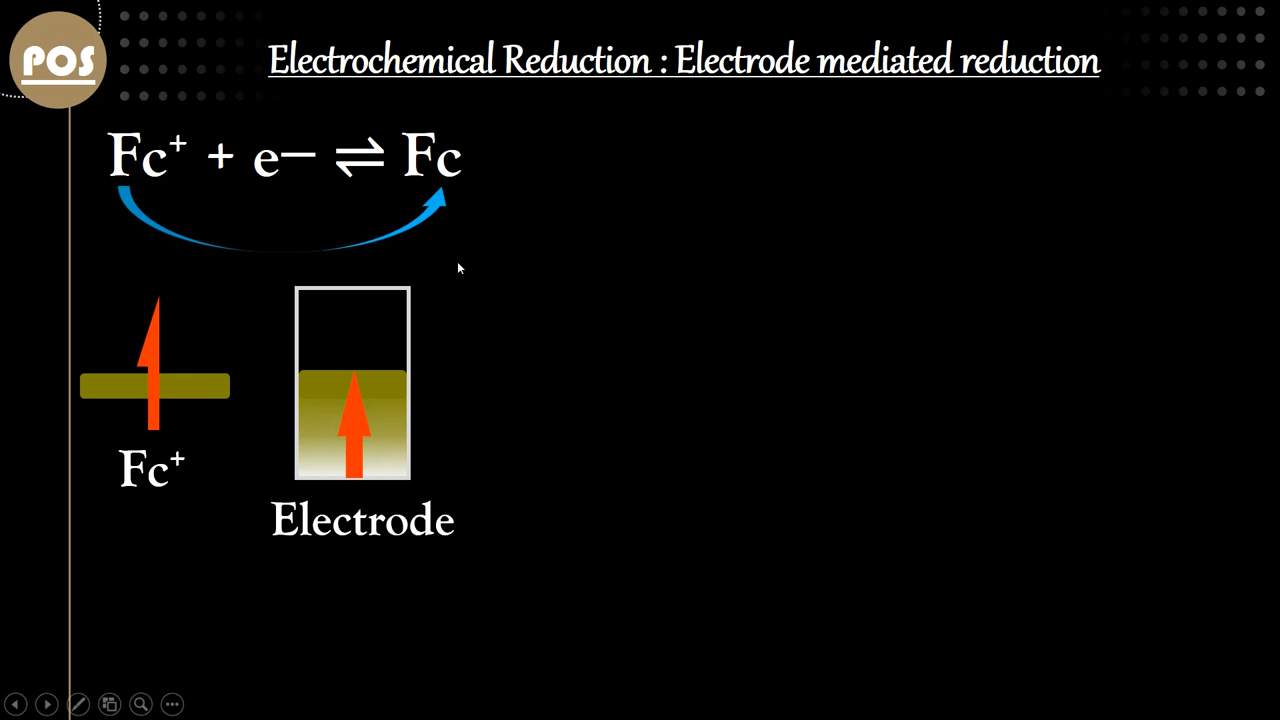 POS
Electrochemical Reduction : Electrode mediated reduction
Fc⁺ + e− ⇌ Fc
Fc⁺
Electrode